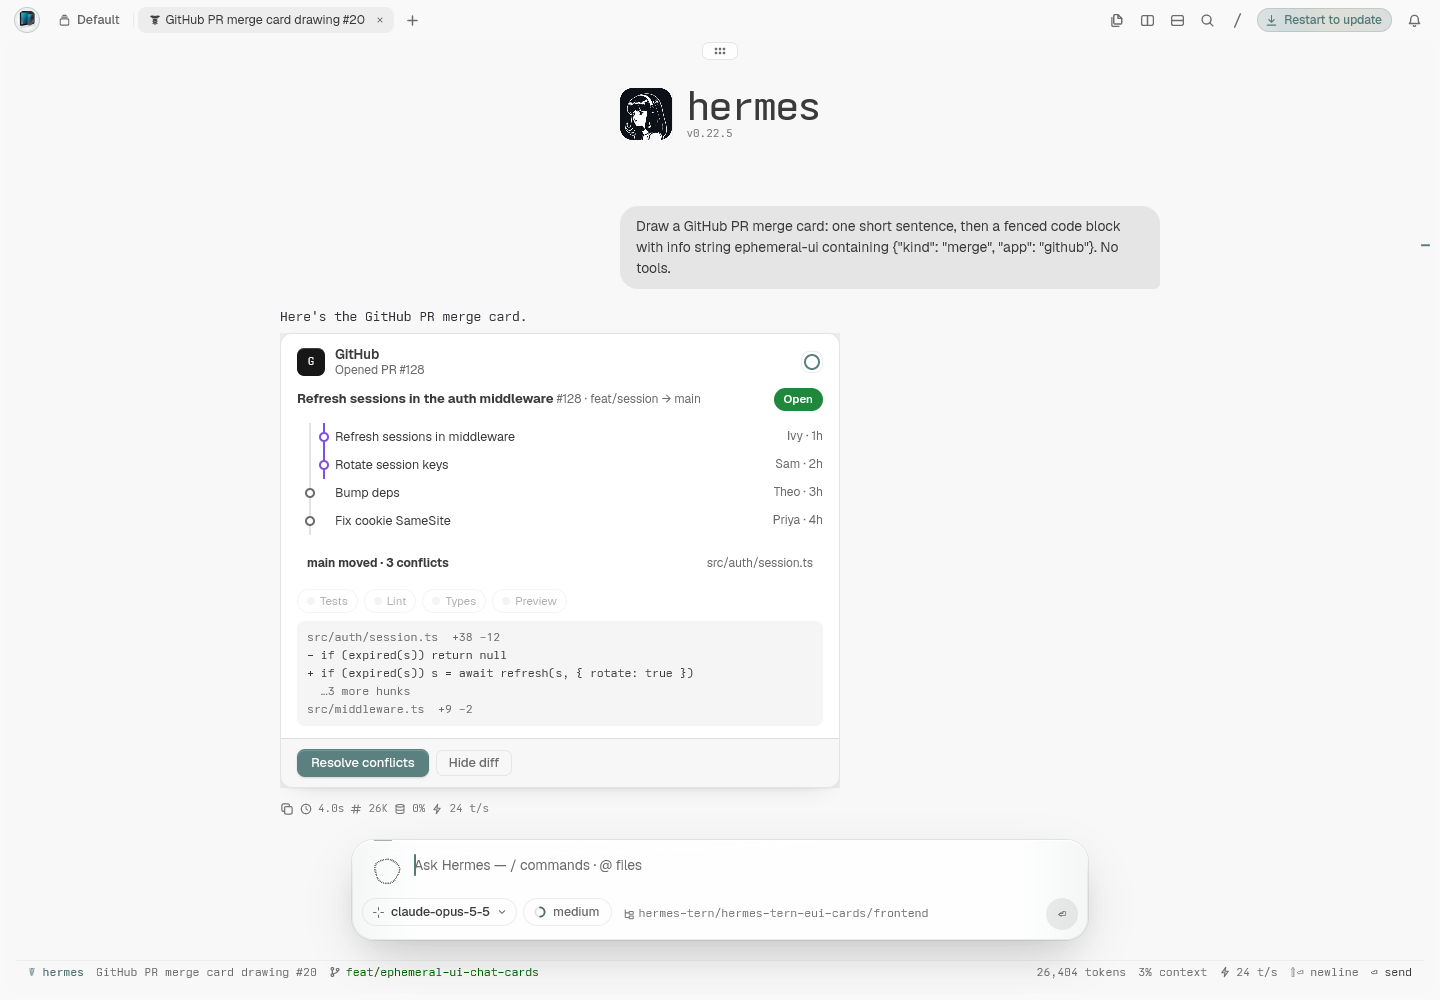 Default
GitHub PR merge card drawing #20
Restart to update
hermes
v0.22.5
Draw a GitHub PR merge card: one short sentence, then a fenced code block
with info string ephemeral-ui containing {"kind": "merge", "app": "github"}. No
tools.
Here's the GitHub PR merge card.
G
GitHub
Opened PR #128
Refresh sessions in the auth middleware #128 · feat/session → main
Open
Refresh sessions in middleware Ivy · 1h
Rotate session keys Sam · 2h
Bump deps Theo · 3h
Fix cookie SameSite Priya · 4h
main moved · 3 conflicts src/auth/session.ts
Tests Lint Types Preview
src/auth/session.ts +38 −12
− if (expired(s)) return null
+ if (expired(s)) s = await refresh(s, { rotate: true })
…3 more hunks
src/middleware.ts +9 −2
Resolve conflicts Hide diff
4.0s 26K 0% 24 t/s
Ask Hermes — / commands · @ files
claude-opus-5-5 medium hermes-tern/hermes-tern-eui-cards/frontend
hermes GitHub PR merge card drawing #20 feat/ephemeral-ui-chat-cards 26,404 tokens 3% context 24 t/s newline send